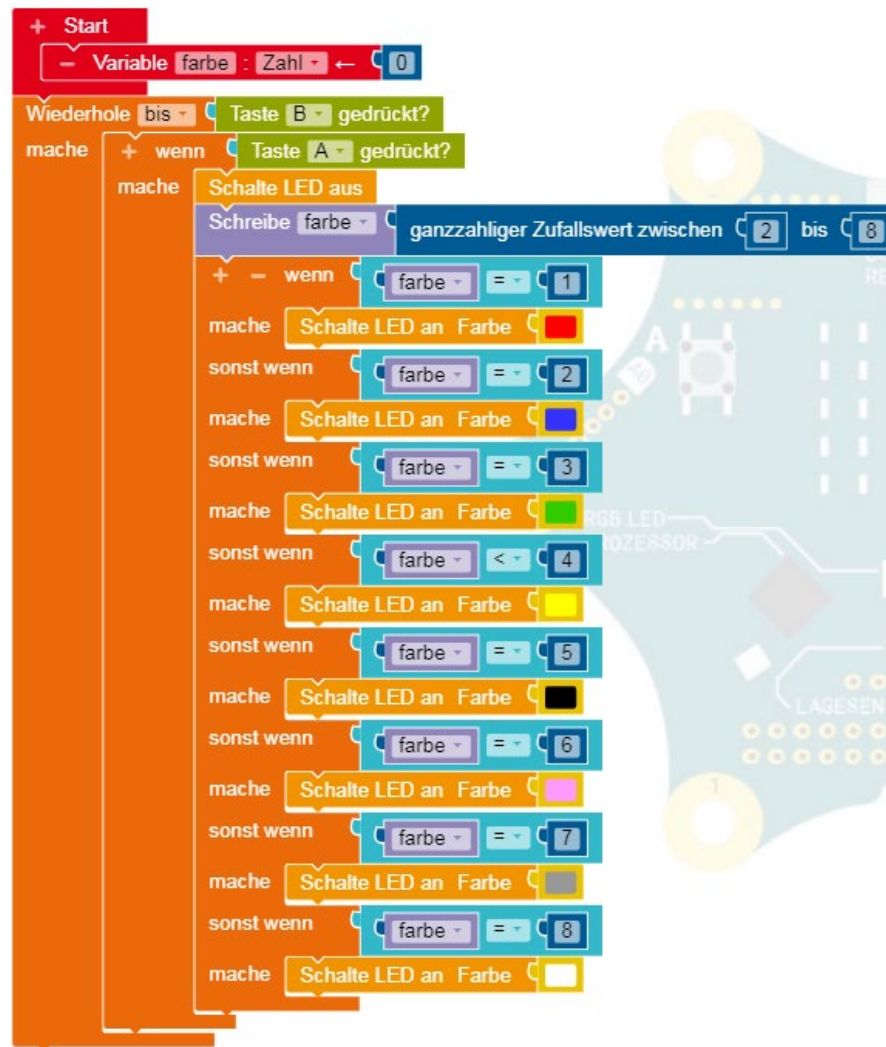 + Start
− Variable farbe : Zahl ← 0
Wiederhole bis Taste B gedrückt?
mache + wenn Taste A gedrückt?
mache Schalte LED aus
Schreibe farbe ganzzahliger Zufallswert zwischen 2 bis 8
+ − wenn farbe = 1
mache Schalte LED an Farbe
sonst wenn farbe = 2
mache Schalte LED an Farbe
sonst wenn farbe = 3
mache Schalte LED an Farbe
sonst wenn farbe < 4
mache Schalte LED an Farbe
sonst wenn farbe = 5
mache Schalte LED an Farbe
sonst wenn farbe = 6
mache Schalte LED an Farbe
sonst wenn farbe = 7
mache Schalte LED an Farbe
sonst wenn farbe = 8
mache Schalte LED an Farbe
A
RGB LED